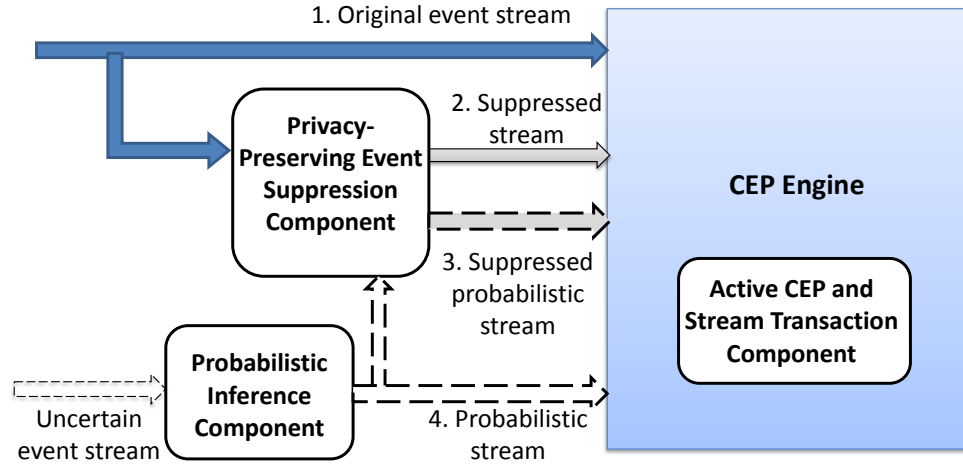 1. Original event stream
Privacy-
Preserving Event
Suppression
Component
2. Suppressed
stream
3. Suppressed
probabilistic
stream
CEP Engine
Active CEP and
Stream Transaction
Component
Probabilistic
Inference
Component
Uncertain
event stream
4. Probabilistic
stream